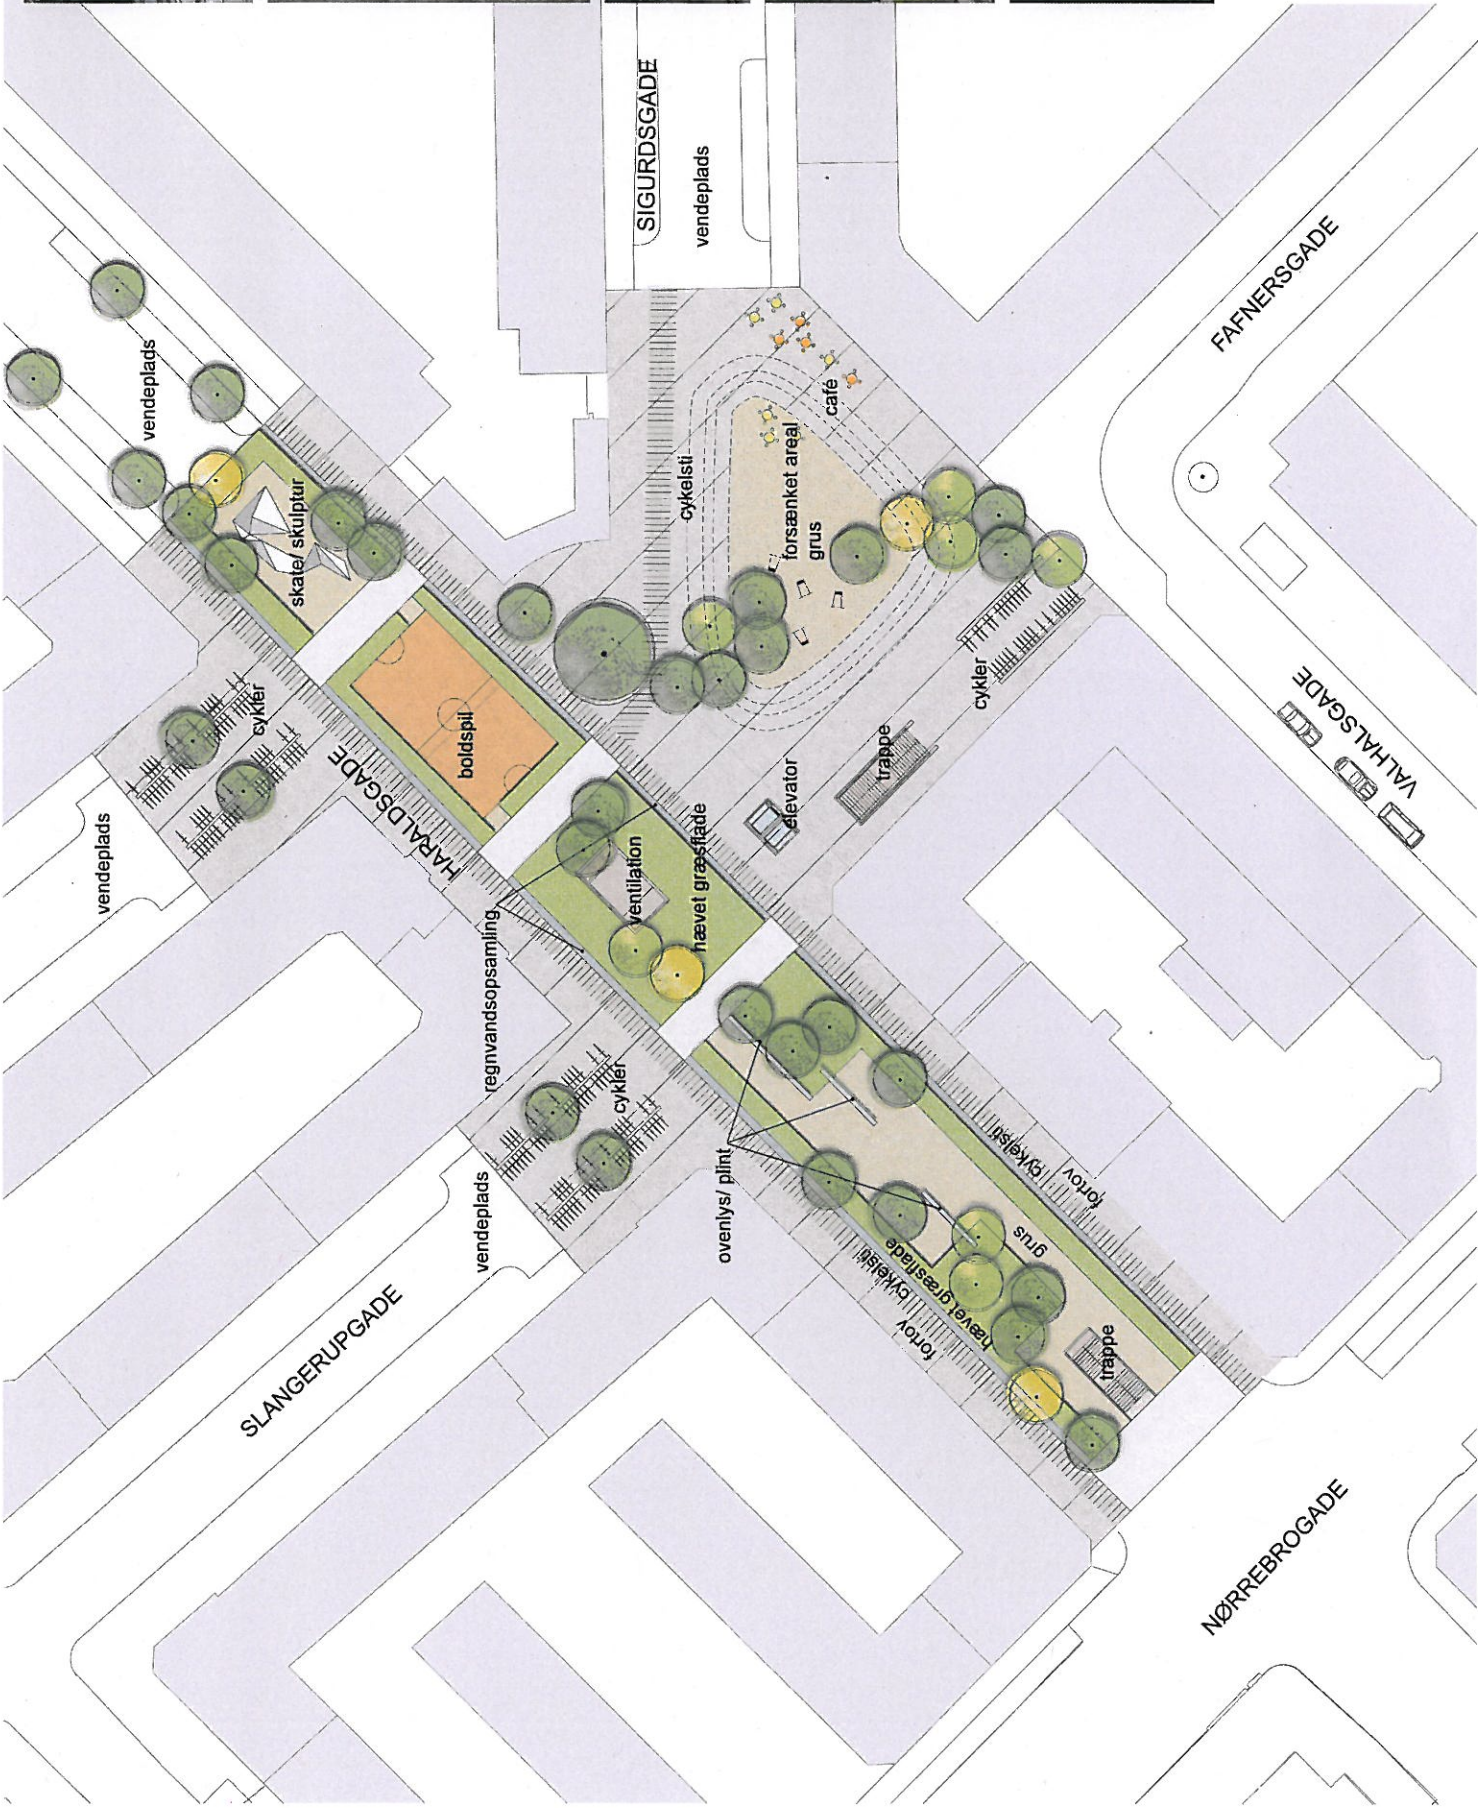 SIGURDSGADE
vendeplads
FAFNERSGADE
vendeplads
skate/ skulptur
cykelsti
café
forsænket areal
grus
cykler
vendeplads
HARALDSGADE
boldspil
cykler
trappe
elevator
VALHALSGADE
regnvandsopsamling
ventilation
hævet græsflade
cykler
vendeplads
ovenlys/ plint
cykelsti
fortov
grus
hævet græsflade
cykelsti
fortov
trappe
SLANGERUPGADE
NØRREBROGADE